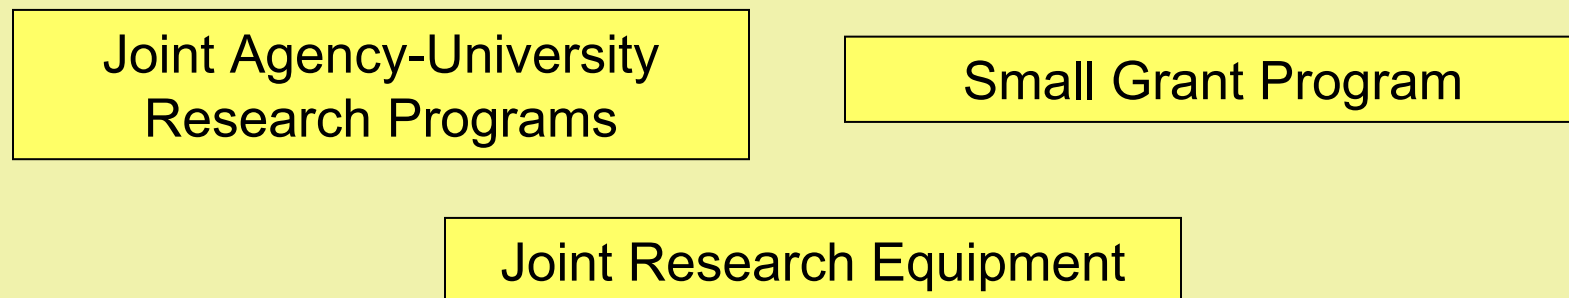 Joint Agency-University
Research Programs
Small Grant Program
Joint Research Equipment